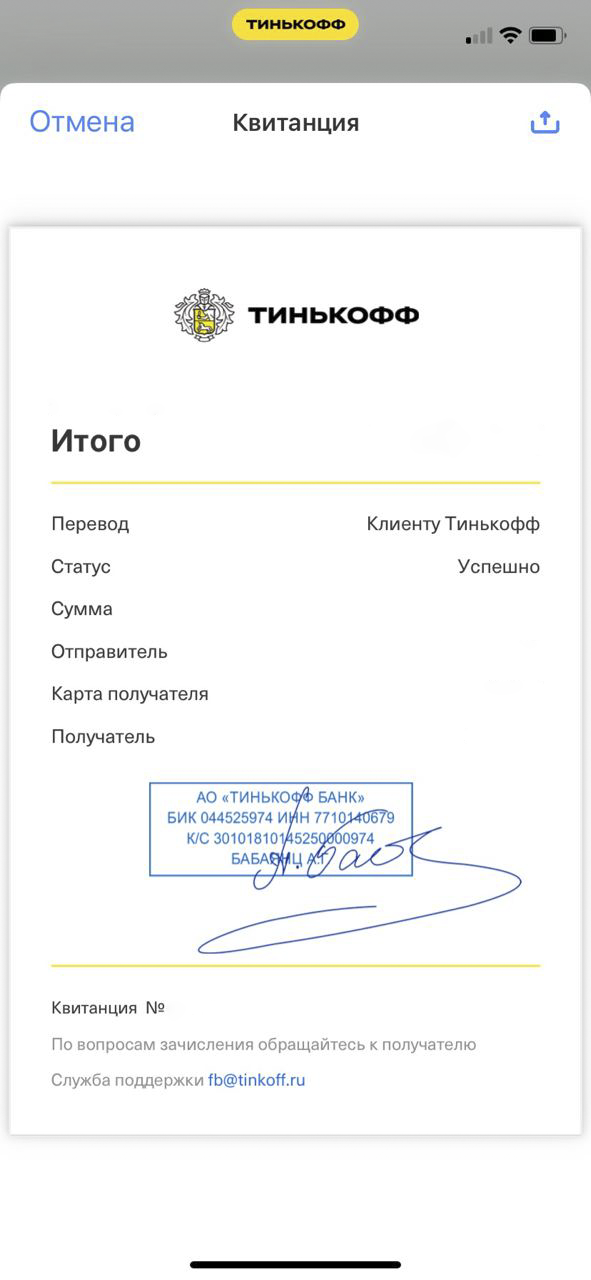 ТИНЬКОФФ
Отмена Квитанция
ТИНЬКОФФ
Итого
Перевод Клиенту Тинькофф
Статус Успешно
Сумма
Отправитель
Карта получателя
Получатель
АО «ТИНЬКОФФ БАНК»
БИК 044525974 ИНН 7710140679
К/С 30101810145250000974
БАБАЯНЦ А.Г
Квитанция №
По вопросам зачисления обращайтесь к получателю
Служба поддержки fb@tinkoff.ru